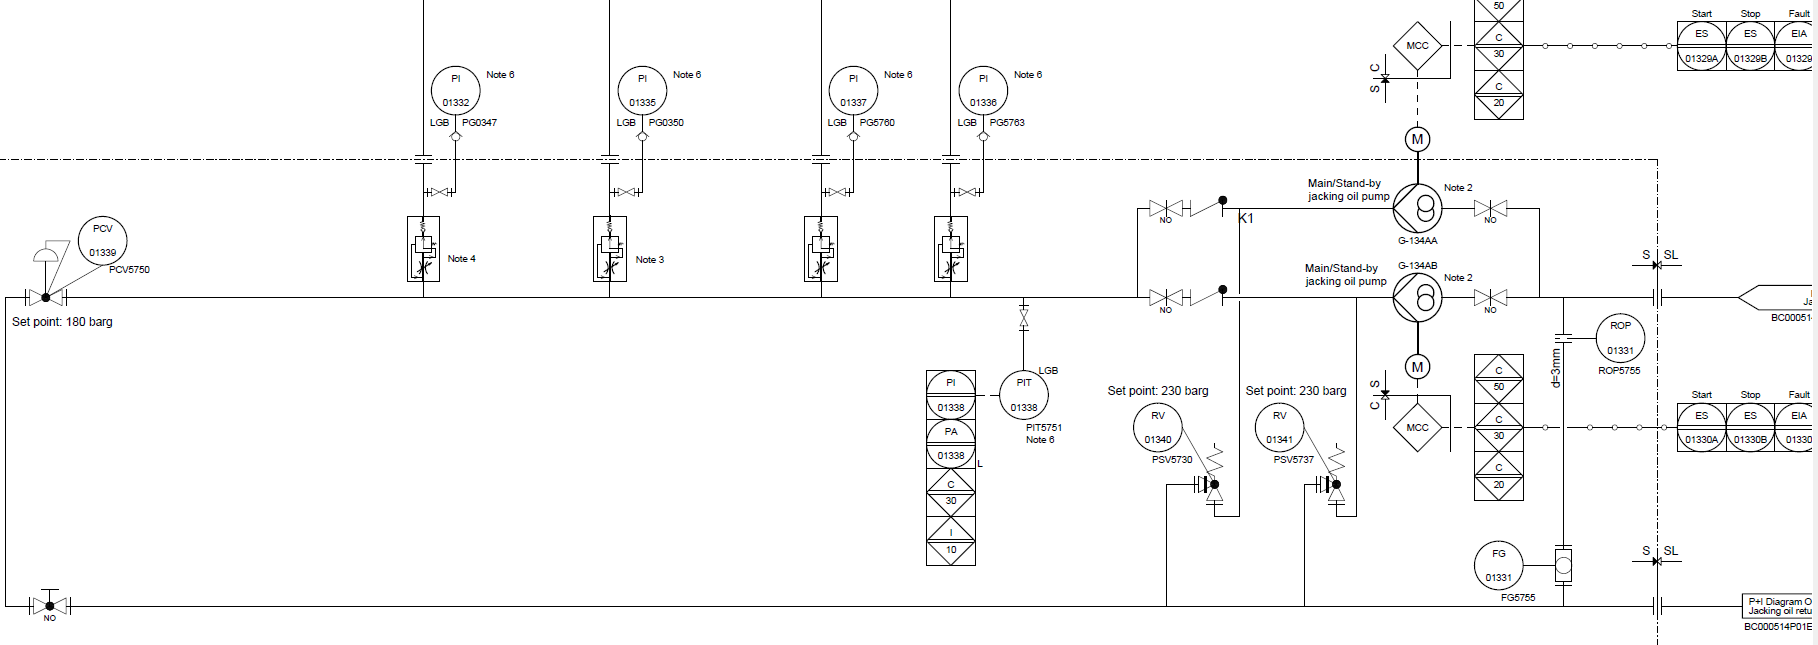 50
C
30
C
20
MCC
S C
Start
Stop
Fault
ES
ES
EIA
01329A
01329B
01329
PI
01332
Note 6
LGB PG0347
PI
01335
Note 6
LGB PG0350
PI
01337
Note 6
LGB PG5760
PI
01336
Note 6
LGB PG5763
M
Main/Stand-by
jacking oil pump
Note 2
NO
K1
G-134AA
NO
PCV
01339
PCV5750
Note 4
Note 3
Main/Stand-by
jacking oil pump
G-134AB
Note 2
NO
NO
S SL
Set point: 180 barg
Ja
BC000514
ROP
01331
ROP5755
d=3mm
M
PI
01338
PA
01338
L
C
30
I
10
LGB
PIT
01338
PIT5751
Note 6
Set point: 230 barg
RV
01340
PSV5730
Set point: 230 barg
RV
01341
PSV5737
C S
MCC
C
50
C
30
C
20
Start
Stop
Fault
ES
ES
EIA
01330A
01330B
01330
FG
01331
FG5755
S SL
NO
P+I Diagram O
Jacking oil retu
BC000514P01E